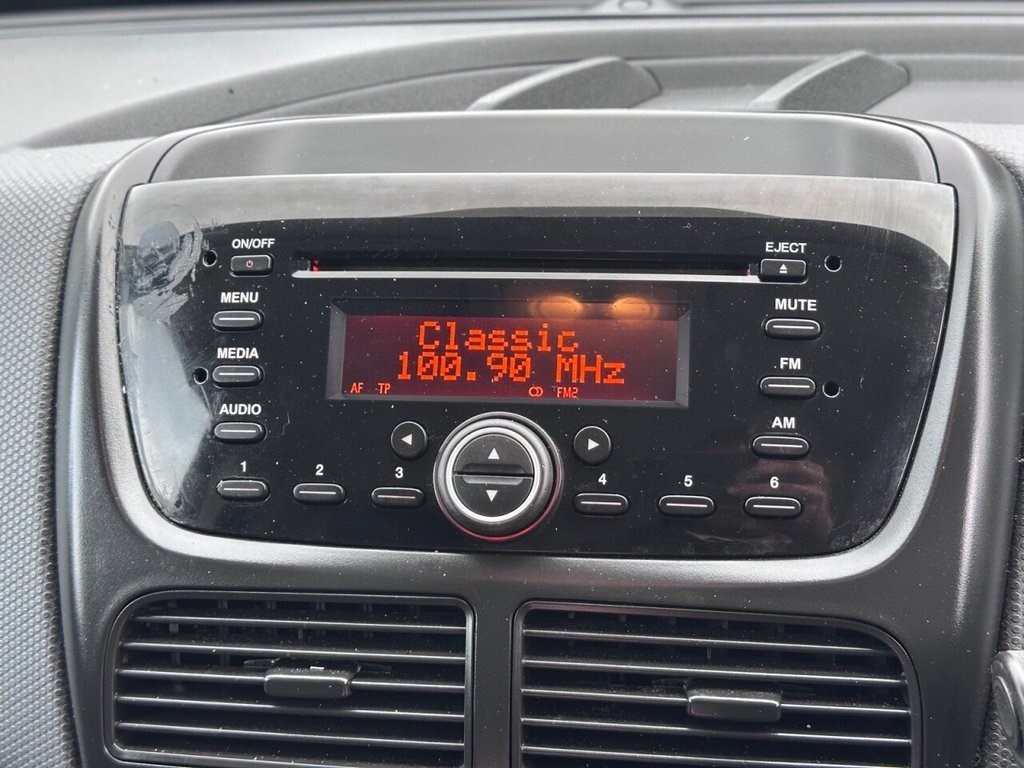 ON/OFF
EJECT
MENU
MUTE
Classic
100.90 MHz
MEDIA
FM
AF TP FM2
AUDIO
AM
1 2 3 4 5 6